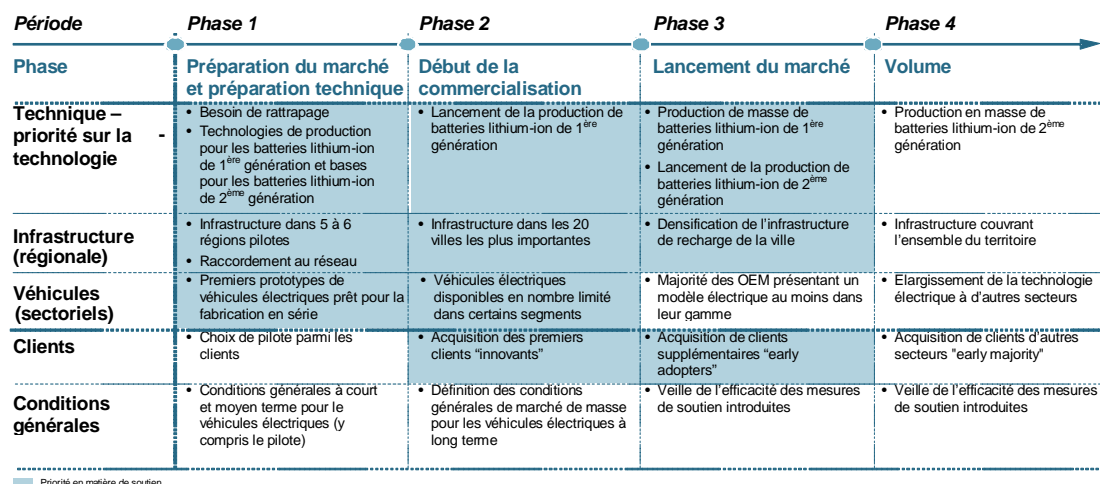 Période
Phase 1
Phase 2
Phase 3
Phase 4
Phase
Préparation du marché
et préparation technique
Début de la
commercialisation
Lancement du marché
Volume
Technique –
priorité sur la -
technologie
• Besoin de rattrapage
• Technologies de production
pour les batteries lithium-ion
de 1ère génération et bases
pour les batteries lithium-ion
de 2ème génération
• Lancement de la production de
batteries lithium-ion de 1ère
génération
• Production de masse de
batteries lithium-ion de 1ère
génération
• Lancement de la production de
batteries lithium-ion de 2ème
génération
• Production en masse de
batteries lithium-ion de 2ème
génération
Infrastructure
(régionale)
• Infrastructure dans 5 à 6
régions pilotes
• Raccordement au réseau
• Infrastructure dans les 20
villes les plus importantes
• Densification de l'infrastructure
de recharge de la ville
• Infrastructure couvrant
l'ensemble du territoire
Véhicules
(sectoriels)
• Premiers prototypes de
véhicules électriques prêt pour la
fabrication en série
• Véhicules électriques
disponibles en nombre limité
dans certains segments
• Majorité des OEM présentant un
modèle électrique au moins dans
leur gamme
• Elargissement de la technologie
électrique à d'autres secteurs
Clients
• Choix de pilote parmi les
clients
• Acquisition des premiers
clients "innovants"
• Acquisition de clients
supplémentaires "early
adopters"
• Acquisition de clients d'autres
secteurs "early majority"
Conditions
générales
• Conditions générales à court
et moyen terme pour le
véhicules électriques (y
compris le pilote)
• Définition des conditions
générales de marché de masse
pour les véhicules électriques à
long terme
• Veille de l'efficacité des mesures
de soutien introduites
• Veille de l'efficacité des mesures
de soutien introduites
Priorité en matière de soutien